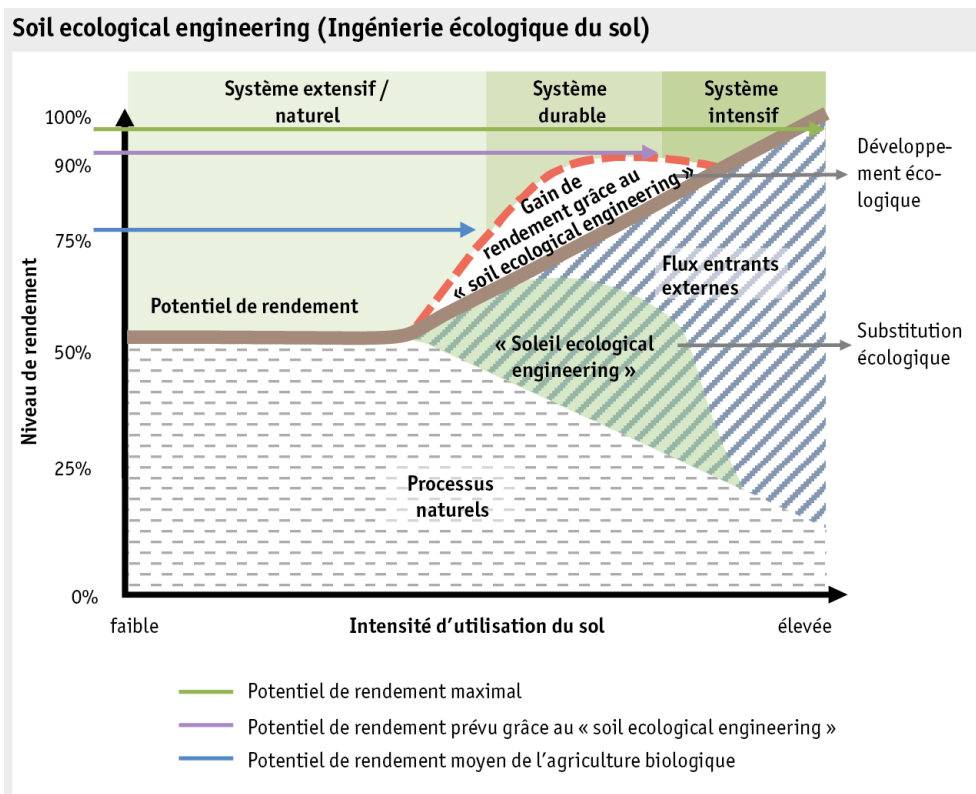 Soil ecological engineering (Ingénierie écologique du sol)
Système extensif /
naturel
Système
durable
Système
intensif
100%
90%
75%
50%
25%
0%
Niveau de rendement
Potentiel de rendement
Gain de
rendement grâce au
« soil ecological engineering »
Développe-
ment éco-
logique
Flux entrants
externes
« Soleil ecological
engineering »
Substitution
écologique
Processus
naturels
faible
Intensité d’utilisation du sol
élevée
Potentiel de rendement maximal
Potentiel de rendement prévu grâce au « soil ecological engineering »
Potentiel de rendement moyen de l’agriculture biologique